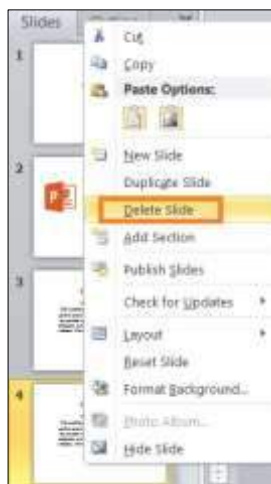 Slides
1
Cut
Copy
Paste Options:
2
New Slide
Duplicate Slide
Delete Slide
Add Section
3
Publish Slides
Check for Updates
Layout
Reset Slide
4
Format Background...
Photo Album...
Hide Slide